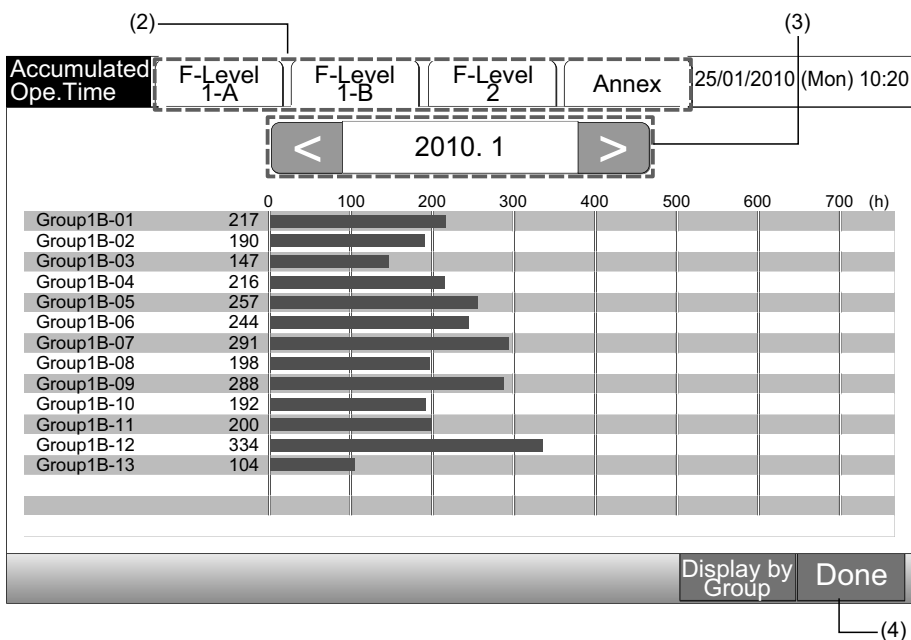 (2)
(3)
Accumulated
Ope.Time
F-Level
1-A
F-Level
1-B
F-Level
2
Annex
25/01/2010 (Mon) 10:20
< 2010. 1 >
0 100 200 300 400 500 600 700 (h)
Group1B-01 217
Group1B-02 190
Group1B-03 147
Group1B-04 216
Group1B-05 257
Group1B-06 244
Group1B-07 291
Group1B-08 198
Group1B-09 288
Group1B-10 192
Group1B-11 200
Group1B-12 334
Group1B-13 104
Display by
Group
Done
(4)